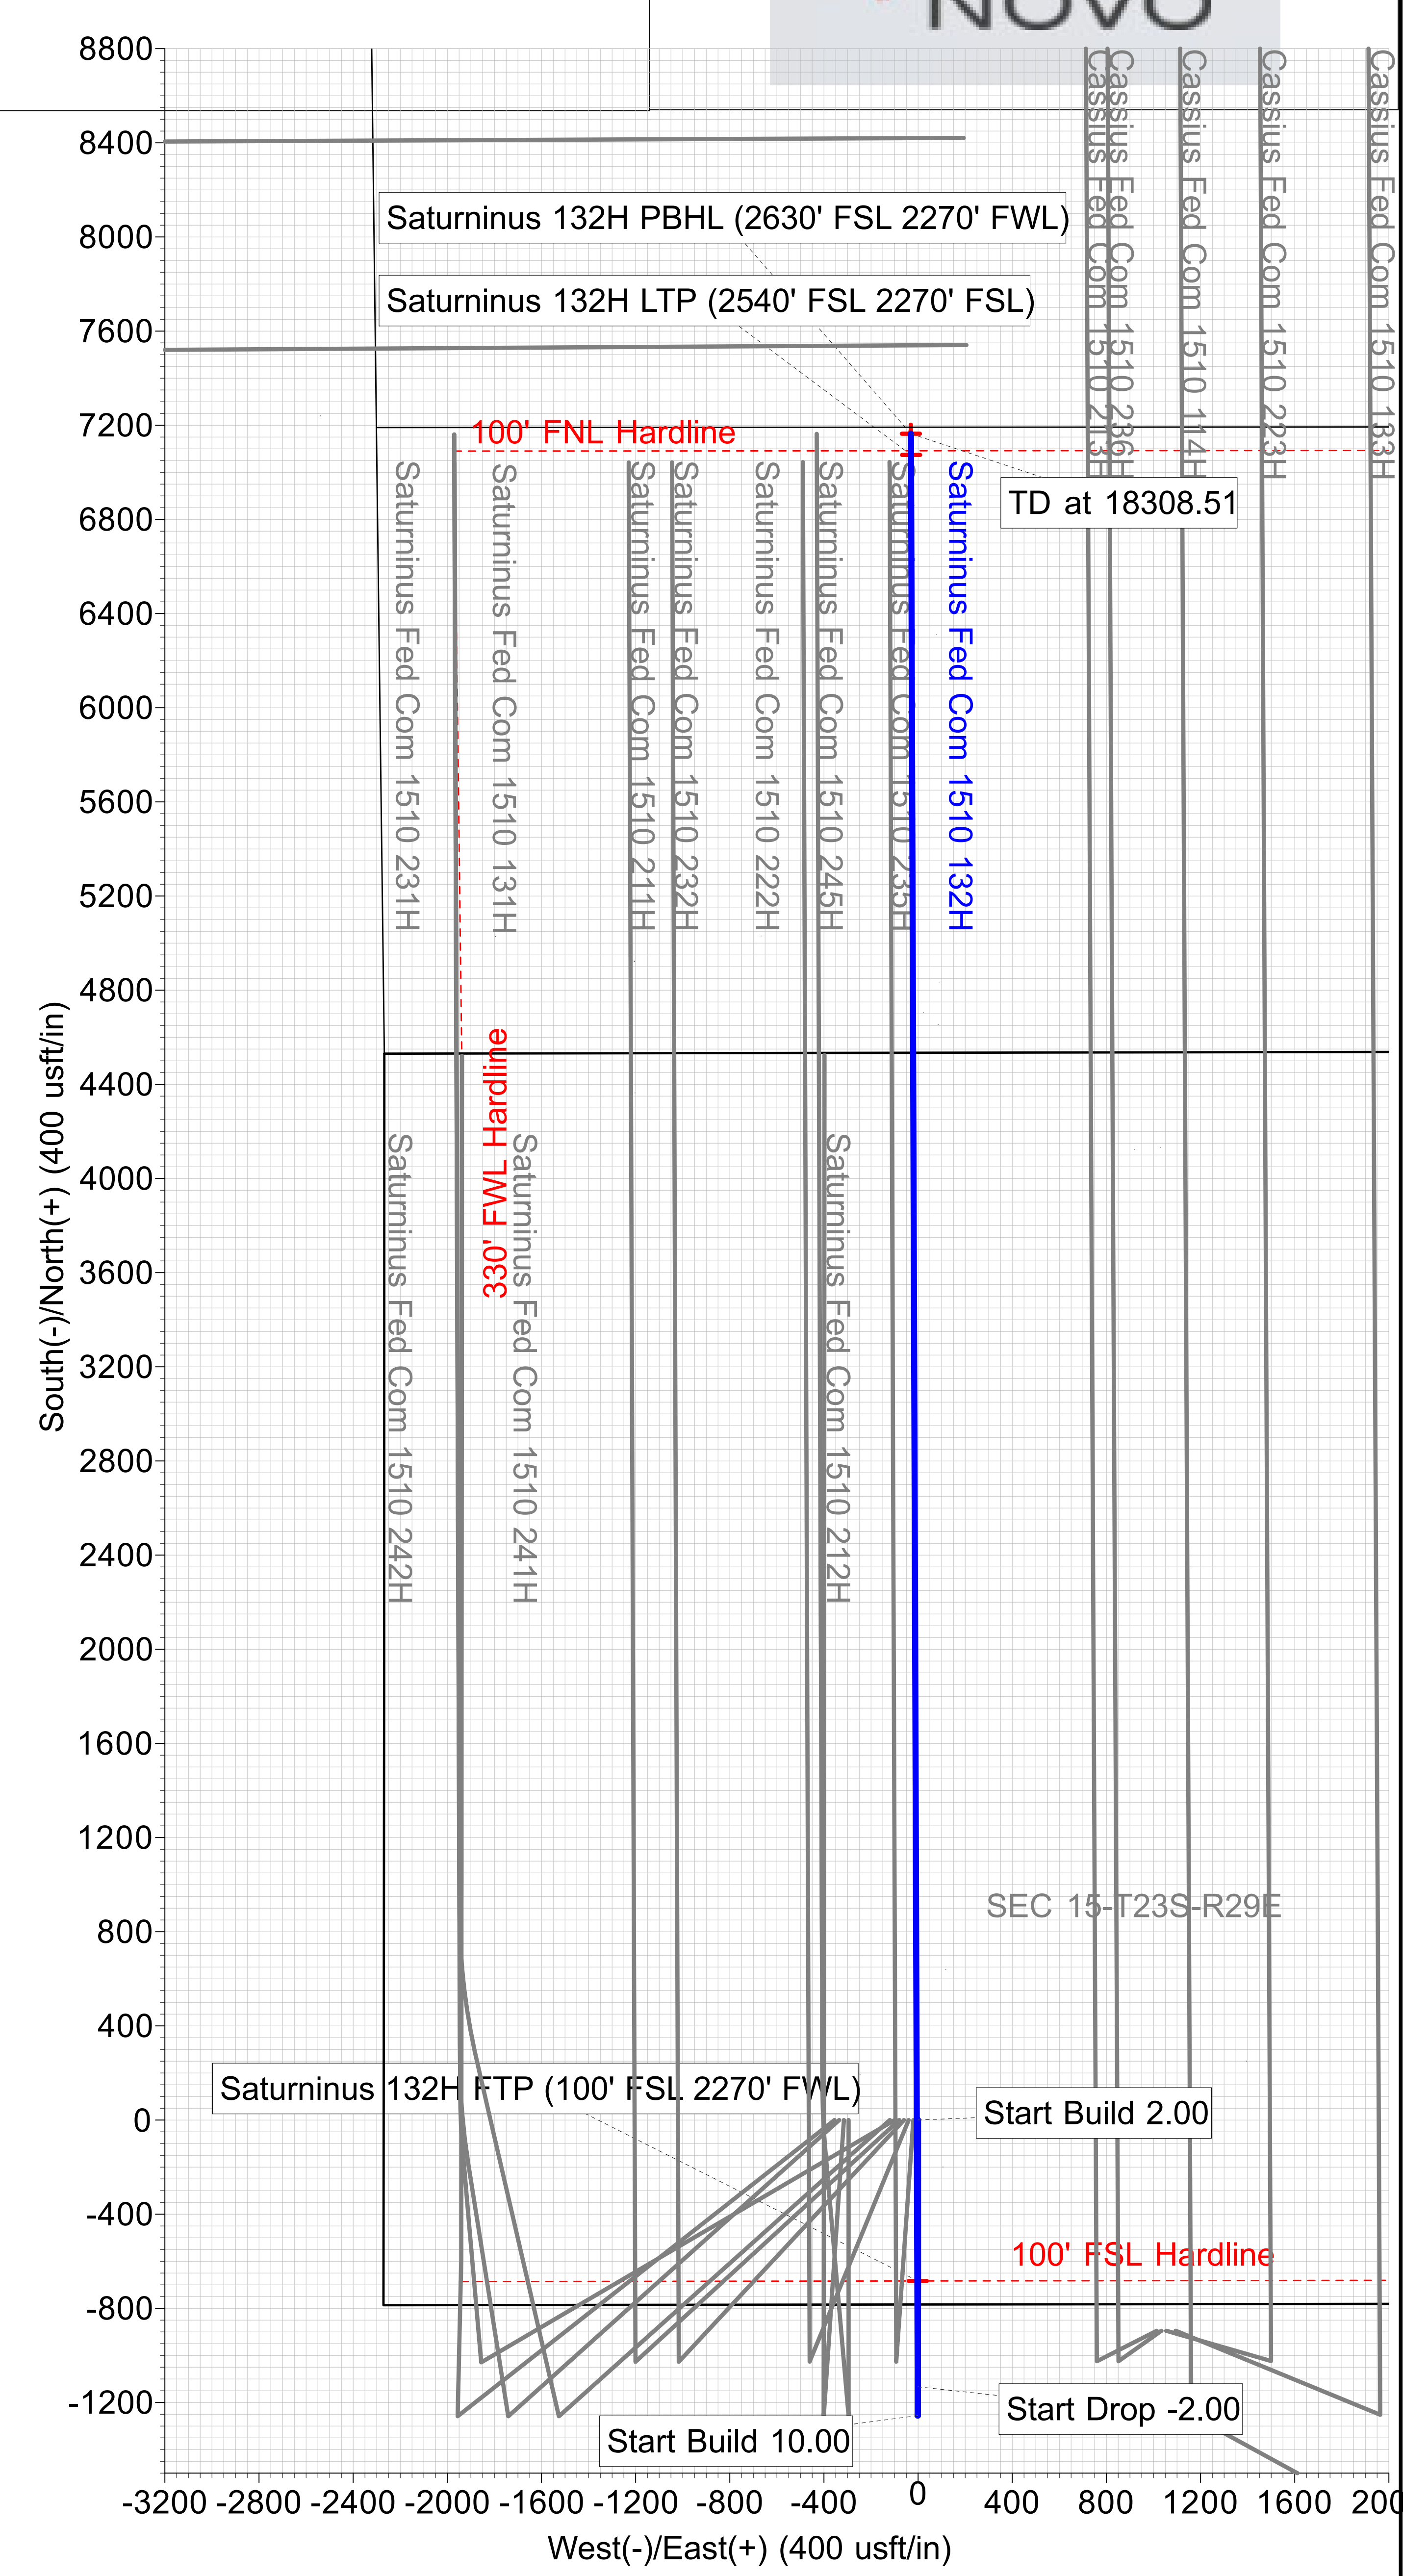 NOVO
8800
8400
8000
7600
7200
6800
6400
6000
5600
5200
4800
4400
4000
3600
3200
2800
2400
2000
1600
1200
800
400
0
-400
-800
-1200
South(-)/North(+) (400 usft/in)
Cassius Fed Com 1510 213H
Cassius Fed Com 1510 236H
Cassius Fed Com 1510 114H
Cassius Fed Com 1510 223H
Cassius Fed Com 1510 133H
Saturninus 132H PBHL (2630' FSL 2270' FWL)
Saturninus 132H LTP (2540' FSL 2270' FSL)
100' FNL Hardline
TD at 18308.51
Saturninus Fed Com 1510 231H
Saturninus Fed Com 1510 131H
Saturninus Fed Com 1510 211H
Saturninus Fed Com 1510 232H
Saturninus Fed Com 1510 222H
Saturninus Fed Com 1510 245H
Saturninus Fed Com 1510 235H
Saturninus Fed Com 1510 132H
330' FWL Hardline
Saturninus Fed Com 1510 242H
Saturninus Fed Com 1510 241H
Saturninus Fed Com 1510 212H
SEC 15-T23S-R29E
Saturninus 132H FTP (100' FSL 2270' FWL)
Start Build 2.00
100' FSL Hardline
Start Drop -2.00
Start Build 10.00
-3200 -2800 -2400 -2000 -1600 -1200 -800 -400 0 400 800 1200 1600 200
West(-)/East(+) (400 usft/in)